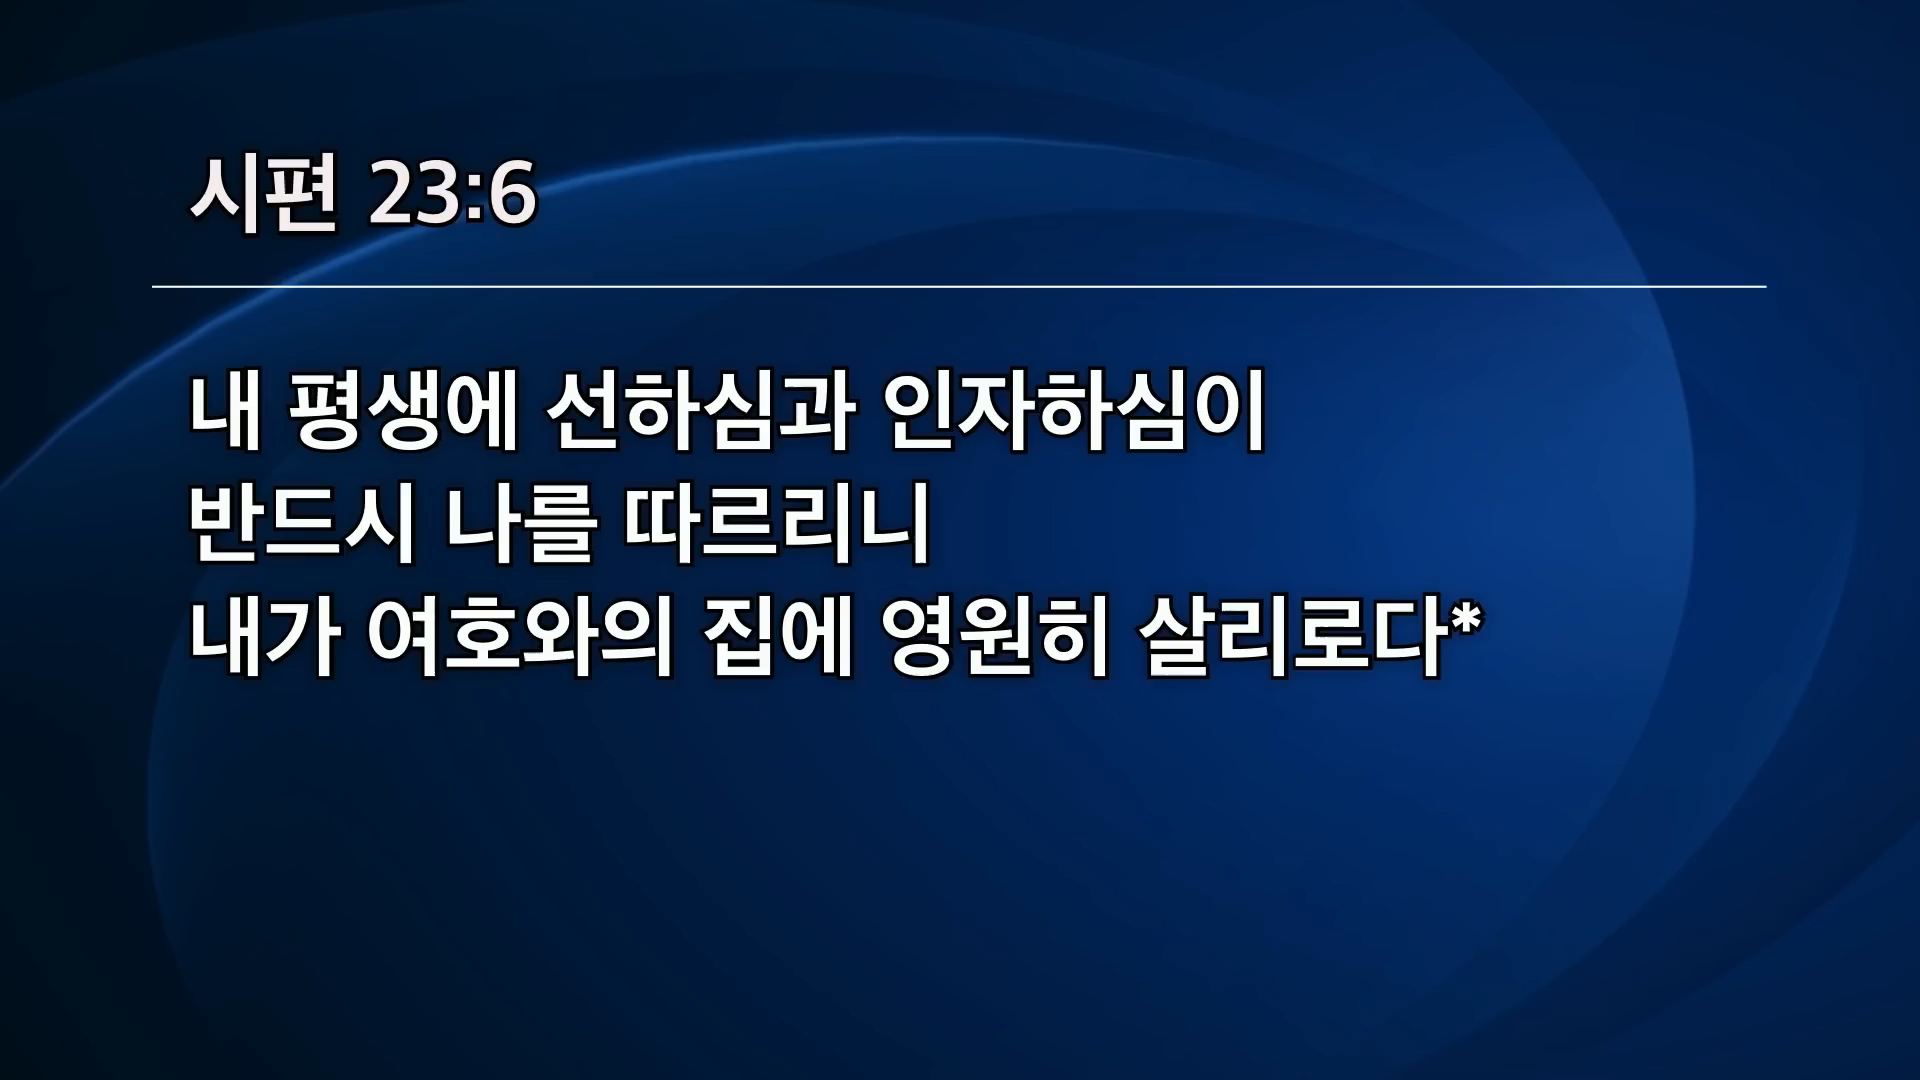 시편 23:6
내 평생에 선하심과 인자하심이
반드시 나를 따르리니
내가 여호와의 집에 영원히 살리로다*